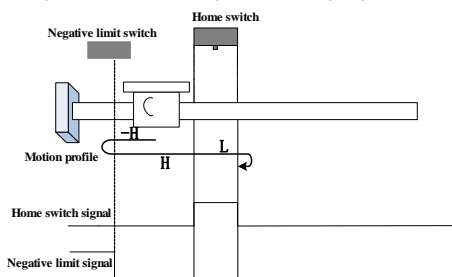 Home switch
Negative limit switch
-H
L
Motion profile
H
Home switch signal
Negative limit signal